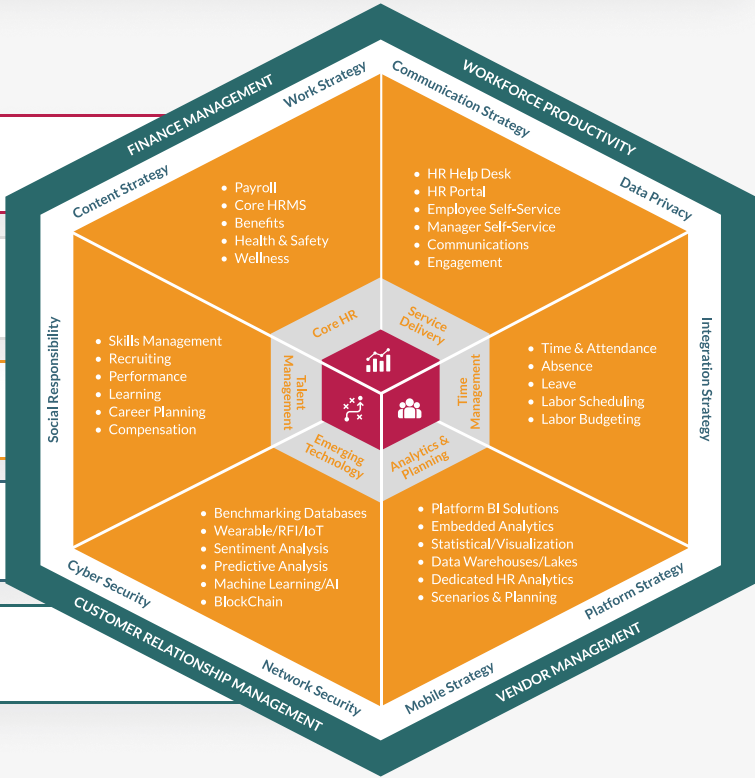 FINANCE MANAGEMENT
WORKFORCE PRODUCTIVITY
Work Strategy
Communication Strategy
Content Strategy
Data Privacy
• Payroll
• Core HRMS
• Benefits
• Health & Safety
• Wellness
• HR Help Desk
• HR Portal
• Employee Self-Service
• Manager Self-Service
• Communications
• Engagement
Core HR
Service
Delivery
Social Responsibility
• Skills Management
• Recruiting
• Performance
• Learning
• Career Planning
• Compensation
Talent
Management
Time
Management
• Time & Attendance
• Absence
• Leave
• Labor Scheduling
• Labor Budgeting
Integration Strategy
Emerging
Technology
Analytics &
Planning
• Benchmarking Databases
• Wearable/RFI/IoT
• Sentiment Analysis
• Predictive Analysis
• Machine Learning/AI
• BlockChain
• Platform BI Solutions
• Embedded Analytics
• Statistical/Visualization
• Data Warehouses/Lakes
• Dedicated HR Analytics
• Scenarios & Planning
Cyber Security
Platform Strategy
Network Security
Mobile Strategy
CUSTOMER RELATIONSHIP MANAGEMENT
VENDOR MANAGEMENT